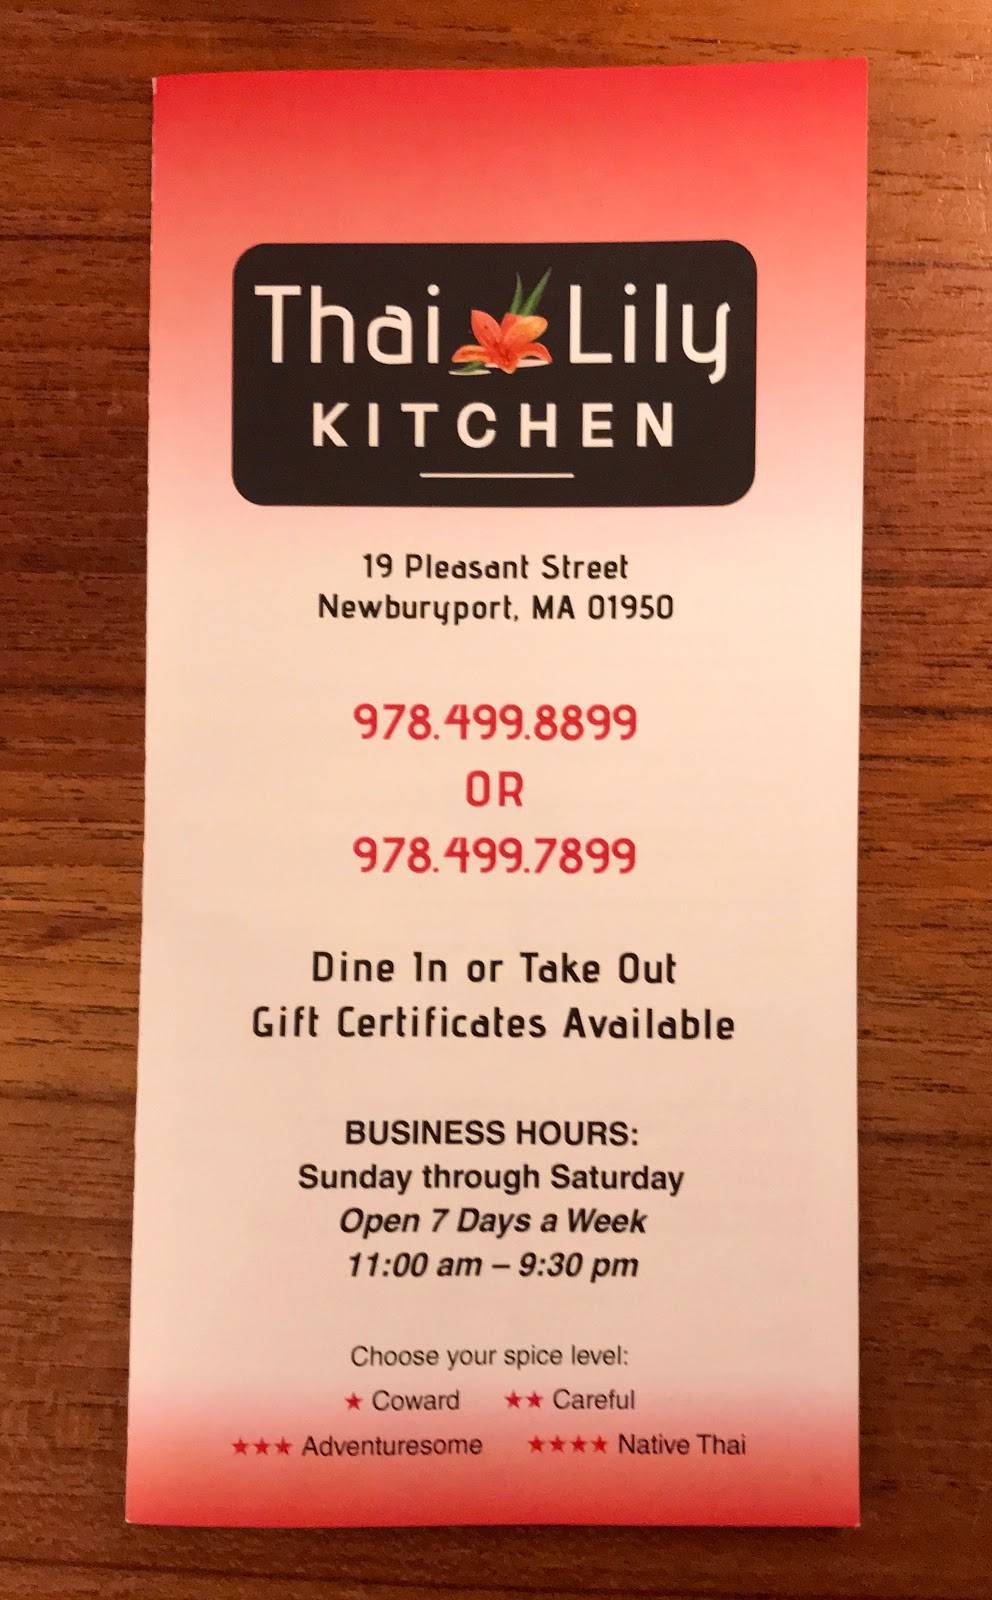 Thai Lily
KITCHEN
19 Pleasant Street
Newburyport, MA 01950
978.499.8899
OR
978.499.7899
Dine In or Take Out
Gift Certificates Available
BUSINESS HOURS:
Sunday through Saturday
Open 7 Days a Week
11:00 am – 9:30 pm
Choose your spice level:
★ Coward ★★ Careful
★★★ Adventuresome ★★★★ Native Thai